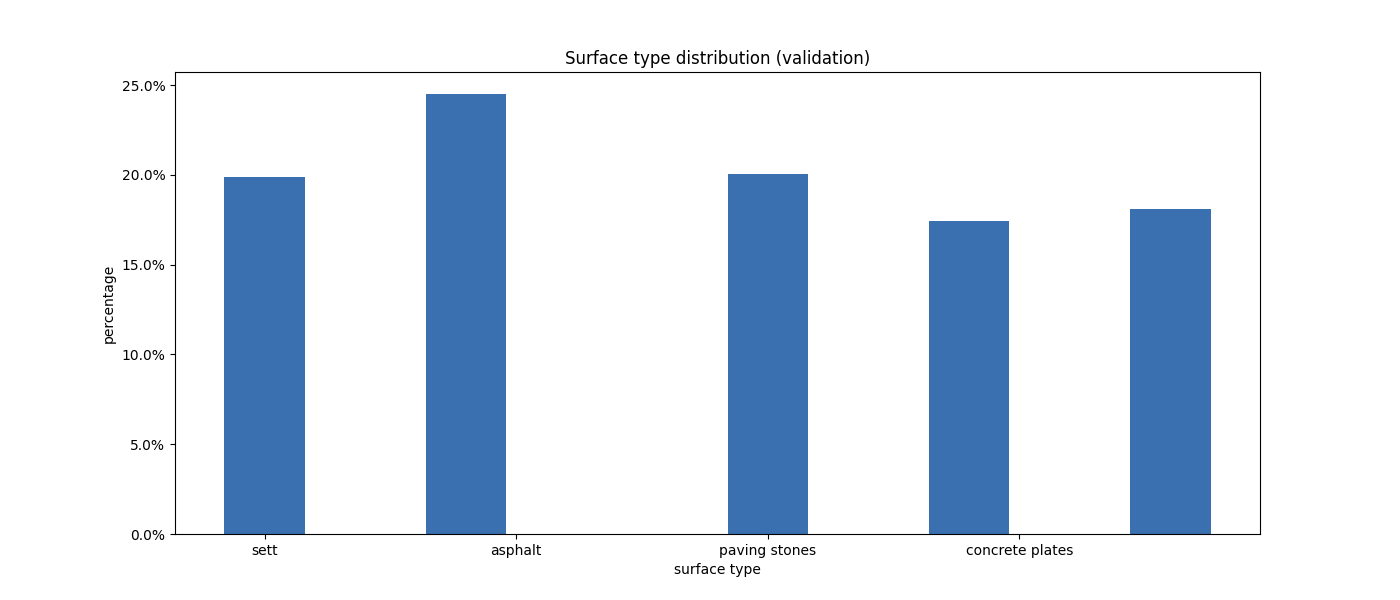 Surface type distribution (validation)
25.0%
20.0%
15.0%
10.0%
5.0%
0.0%
percentage
sett asphalt paving stones concrete plates
surface type